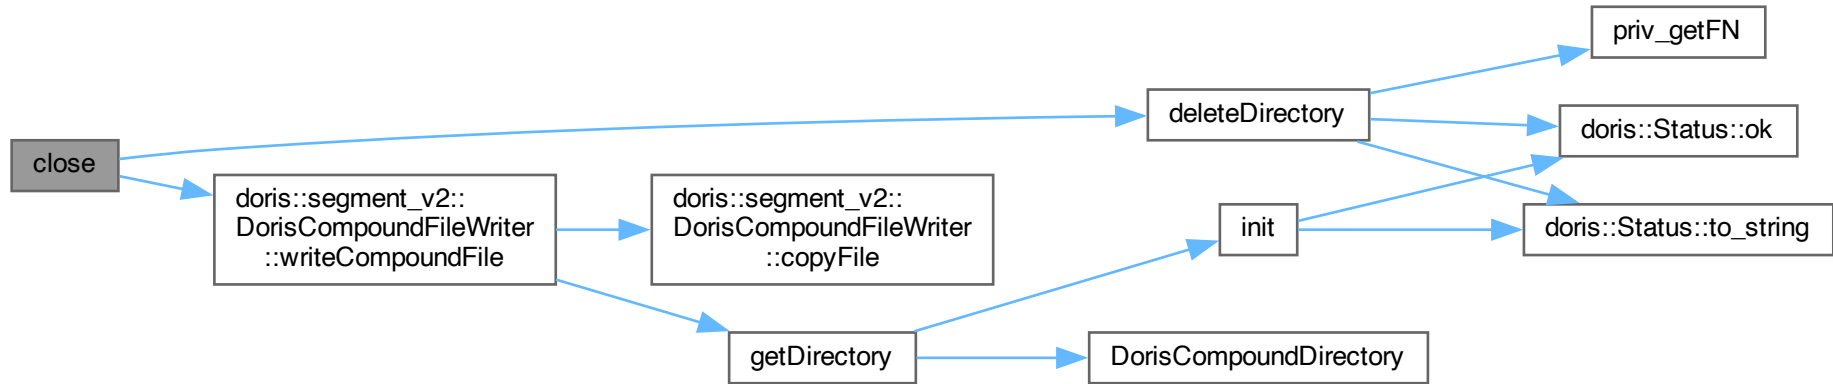 close
doris::segment_v2::
DorisCompoundFileWriter
::writeCompoundFile
doris::segment_v2::
DorisCompoundFileWriter
::copyFile
getDirectory
deleteDirectory
init
DorisCompoundDirectory
priv_getFN
doris::Status::ok
doris::Status::to_string